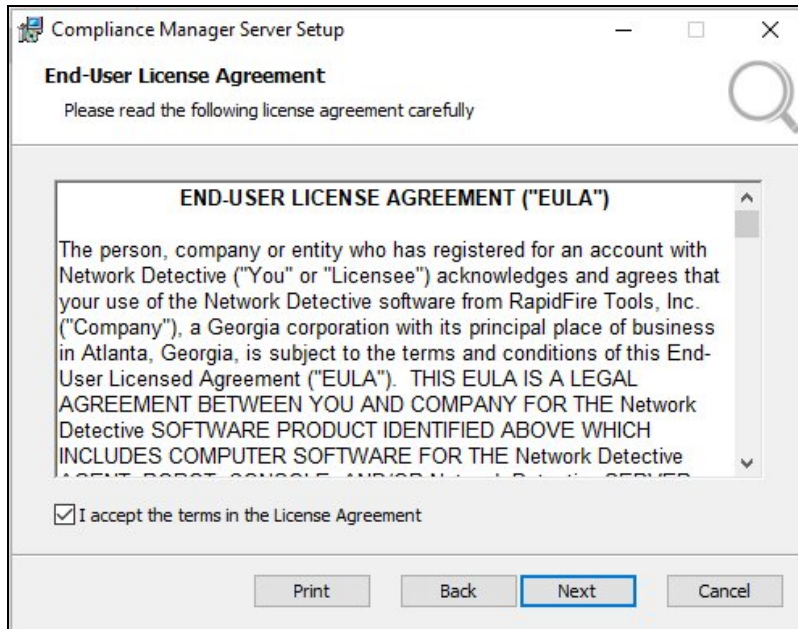 Compliance Manager Server Setup
End-User License Agreement
Please read the following license agreement carefully
END-USER LICENSE AGREEMENT ("EULA")
The person, company or entity who has registered for an account with
Network Detective ("You" or "Licensee") acknowledges and agrees that
your use of the Network Detective software from RapidFire Tools, Inc.
("Company"), a Georgia corporation with its principal place of business
in Atlanta, Georgia, is subject to the terms and conditions of this End-
User Licensed Agreement ("EULA").  THIS EULA IS A LEGAL
AGREEMENT BETWEEN YOU AND COMPANY FOR THE Network
Detective SOFTWARE PRODUCT IDENTIFIED ABOVE WHICH
INCLUDES COMPUTER SOFTWARE FOR THE Network Detective
I accept the terms in the License Agreement
Print
Back
Next
Cancel